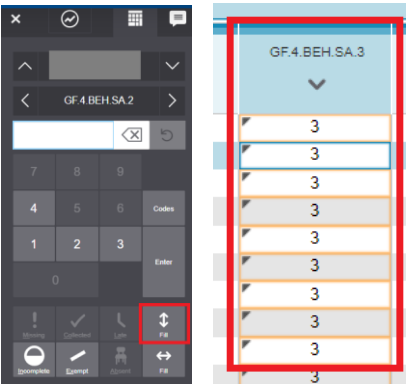 GF.4.BEH.SA.2
7 8 9
4 5 6 Codes
1 2 3
Enter
0
Missing Collected Late Fill
Incomplete Exempt Absent Fill
GF.4.BEH.SA.3
3
3
3
3
3
3
3
3
3
3